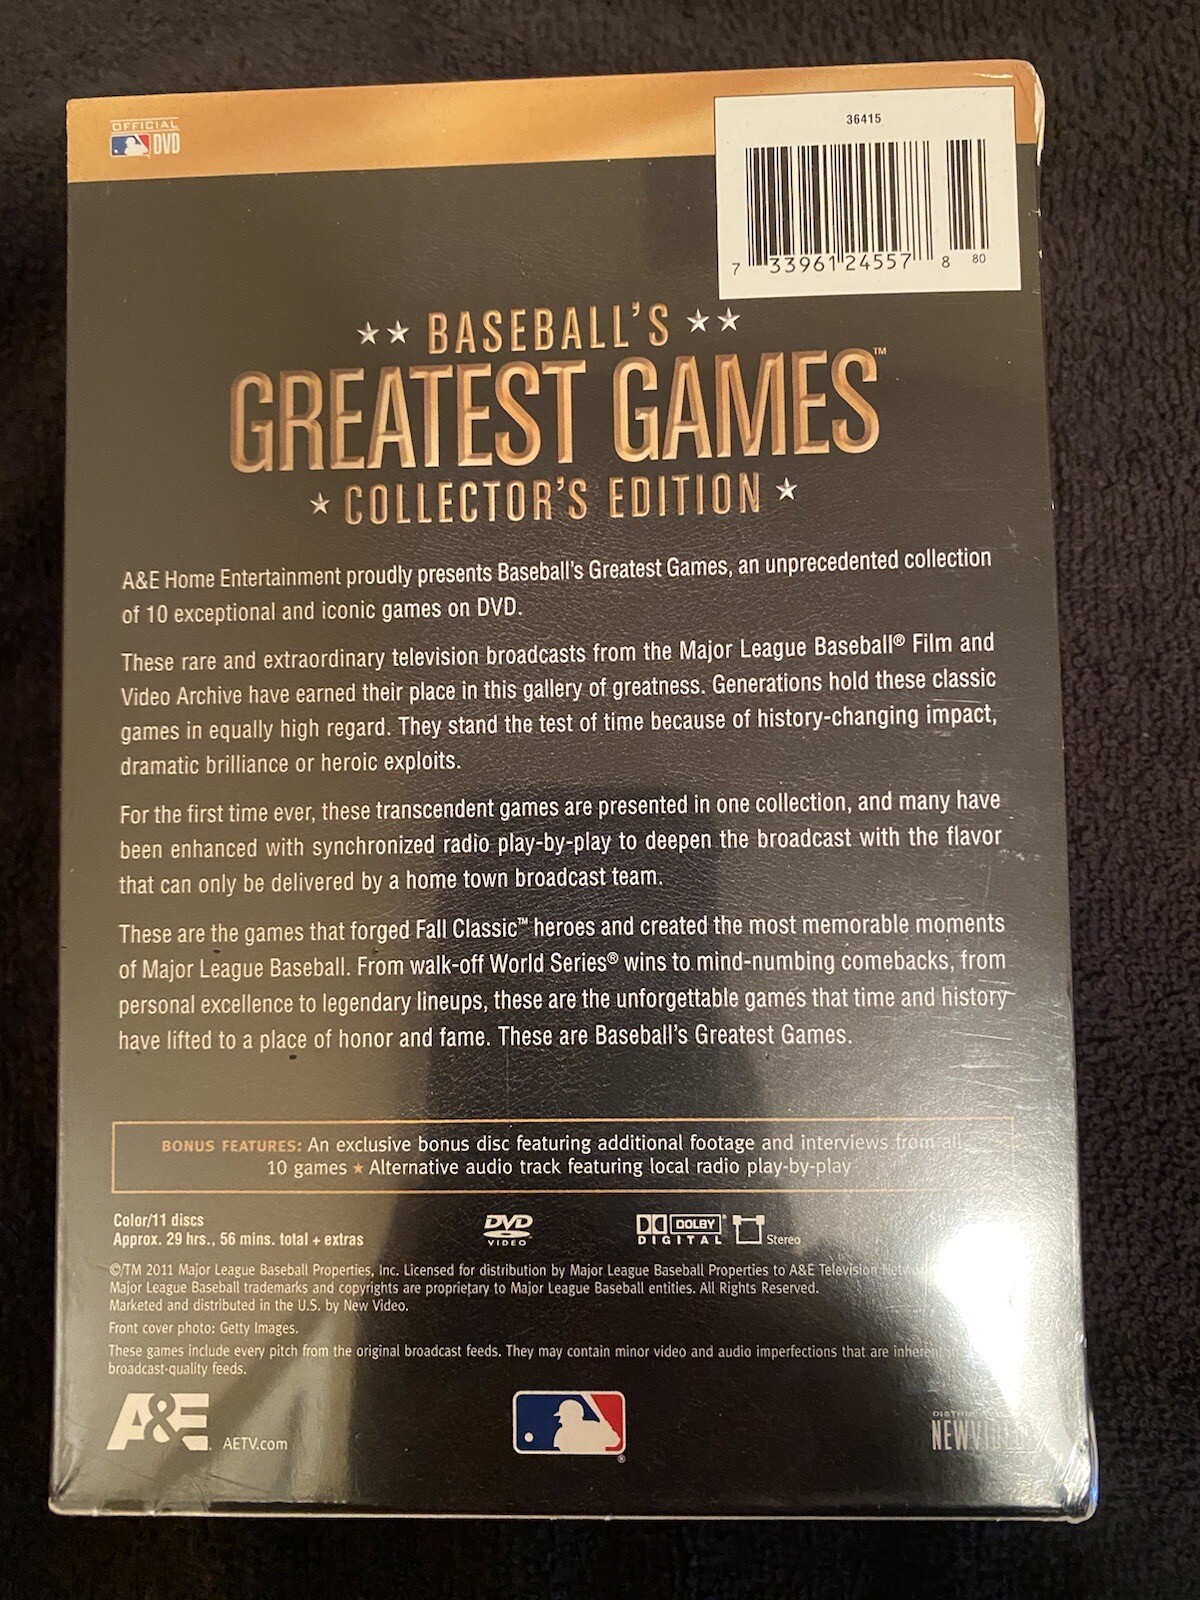 OFFICIAL
DVD
36415
7 33961 24557 8 80
BASEBALL'S
GREATEST GAMES™
COLLECTOR'S EDITION
A&E Home Entertainment proudly presents Baseball's Greatest Games, an unprecedented collection
of 10 exceptional and iconic games on DVD.
These rare and extraordinary television broadcasts from the Major League Baseball® Film and
Video Archive have earned their place in this gallery of greatness. Generations hold these classic
games in equally high regard. They stand the test of time because of history-changing impact,
dramatic brilliance or heroic exploits.
For the first time ever, these transcendent games are presented in one collection, and many have
been enhanced with synchronized radio play-by-play to deepen the broadcast with the flavor
that can only be delivered by a home town broadcast team.
These are the games that forged Fall Classic™ heroes and created the most memorable moments
of Major League Baseball. From walk-off World Series® wins to mind-numbing comebacks, from
personal excellence to legendary lineups, these are the unforgettable games that time and history
have lifted to a place of honor and fame. These are Baseball's Greatest Games.
BONUS FEATURES: An exclusive bonus disc featuring additional footage and interviews from all
10 games ★ Alternative audio track featuring local radio play-by-play
Color/11 discs
Approx. 29 hrs., 56 mins. total + extras
DVD
VIDEO
DOLBY
DIGITAL
Stereo
©/TM 2011 Major League Baseball Properties, Inc. Licensed for distribution by Major League Baseball Properties to A&E Television
Major League Baseball trademarks and copyrights are proprietary to Major League Baseball entities. All Rights Reserved.
Marketed and distributed in the U.S. by New Video.
Front cover photo: Getty Images.
These games include every pitch from the original broadcast feeds. They may contain minor video and audio imperfections that are inherent
broadcast-quality feeds.
A&E
AETV.com
NEWVIDEO